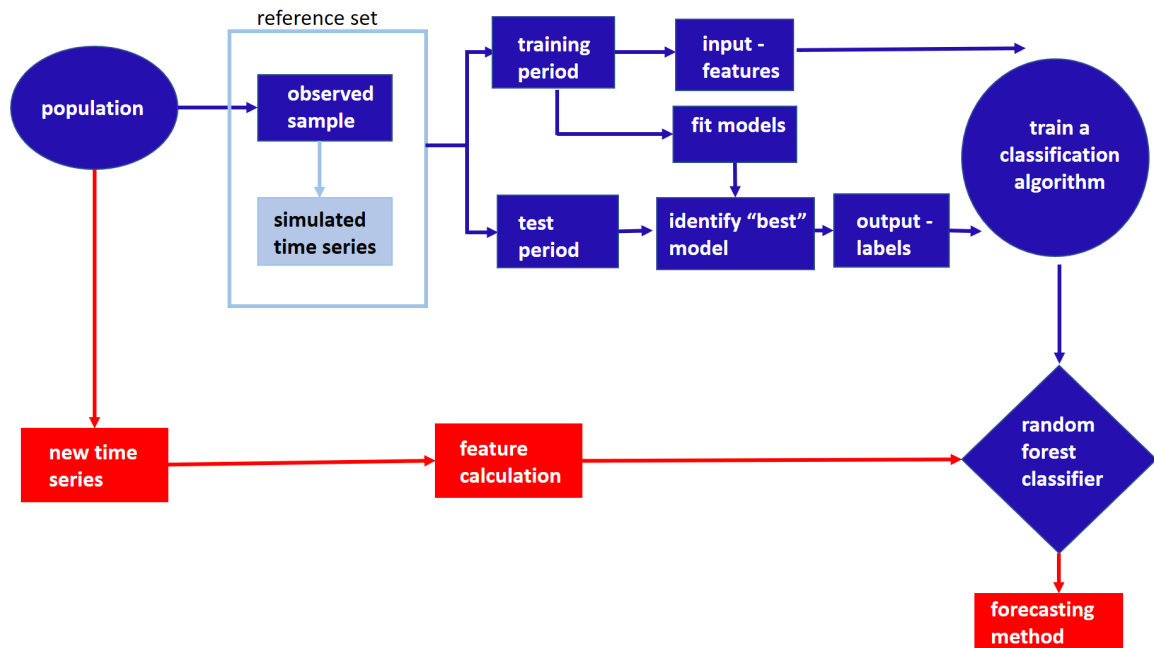 reference set
population
observed
sample
simulated
time series
training
period
input -
features
fit models
test
period
identify “best”
model
output -
labels
train a
classification
algorithm
new time
series
feature
calculation
random
forest
classifier
forecasting
method